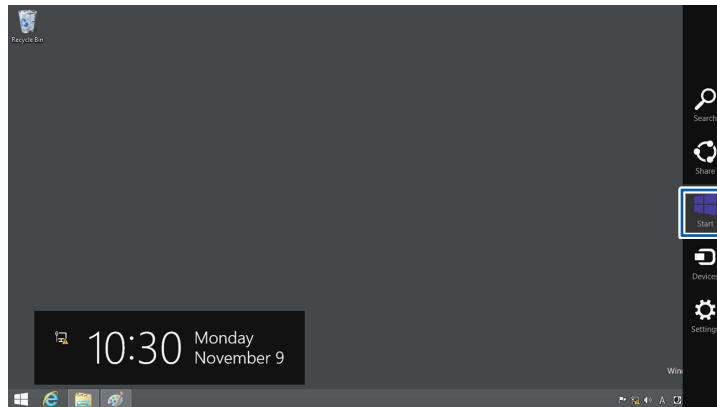 Recycle Bin
Search
Share
Start
Devices
Settings
10:30
Monday
November 9
A